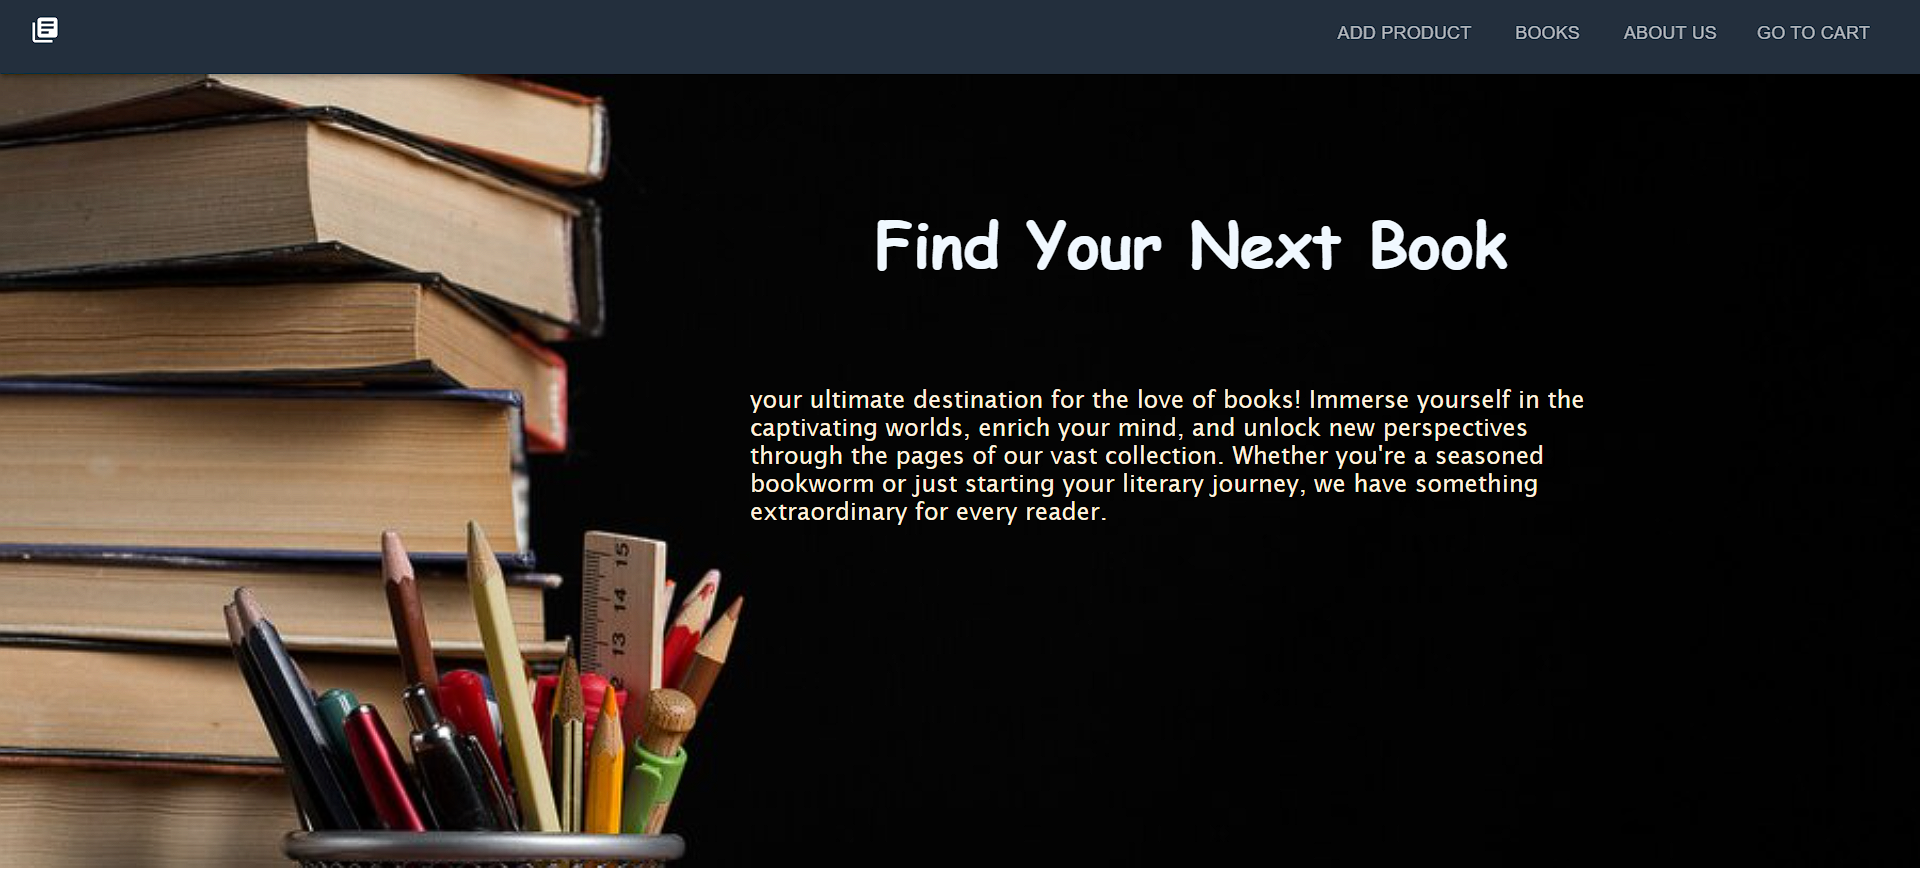 ADD PRODUCT BOOKS ABOUT US GO TO CART
Find Your Next Book
your ultimate destination for the love of books! Immerse yourself in the
captivating worlds, enrich your mind, and unlock new perspectives
through the pages of our vast collection. Whether you're a seasoned
bookworm or just starting your literary journey, we have something
extraordinary for every reader.
15
14
13
2